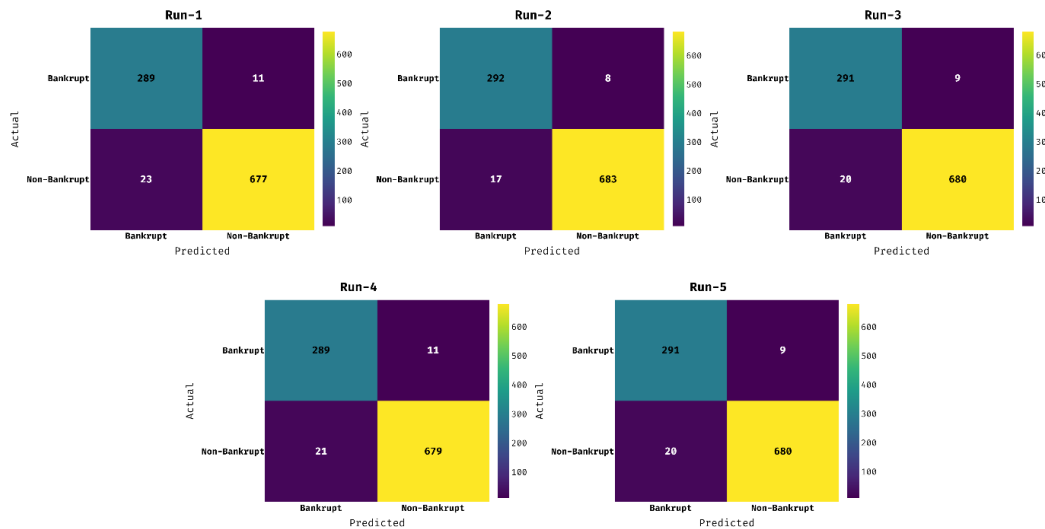 Run-1
Run-2
Run-3
Bankrupt
289
11
Non-Bankrupt
23
677
Bankrupt
Non-Bankrupt
Predicted
Actual
600
500
400
300
200
100
Bankrupt
292
8
Non-Bankrupt
17
683
Bankrupt
Non-Bankrupt
Predicted
Actual
600
500
400
300
200
100
Bankrupt
291
9
Non-Bankrupt
20
680
Bankrupt
Non-Bankrupt
Predicted
Actual
Run-4
Run-5
Bankrupt
289
11
Non-Bankrupt
21
679
Bankrupt
Non-Bankrupt
Predicted
Actual
600
500
400
300
200
100
Bankrupt
291
9
Non-Bankrupt
20
680
Bankrupt
Non-Bankrupt
Predicted
Actual
600
500
400
300
200
100